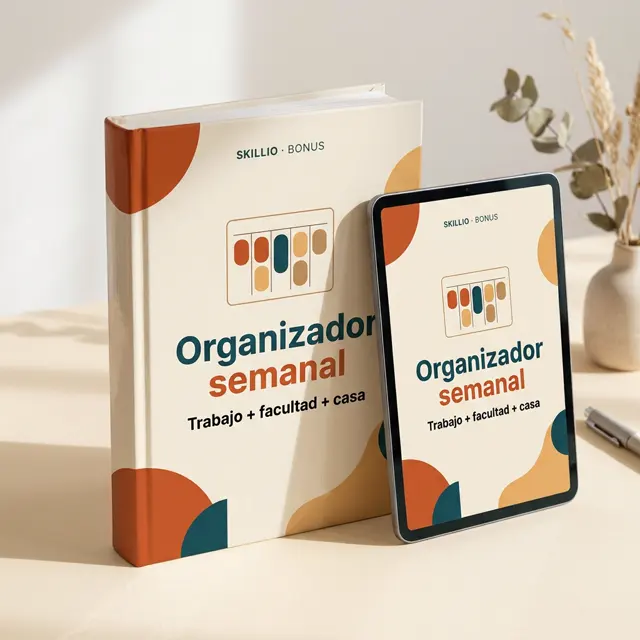 SKILLIO · BONUS
Organizador
semanal
Trabajo + facultad + casa
SKILLIO · BONUS
Organizador
semanal
Trabajo + facultad + casa